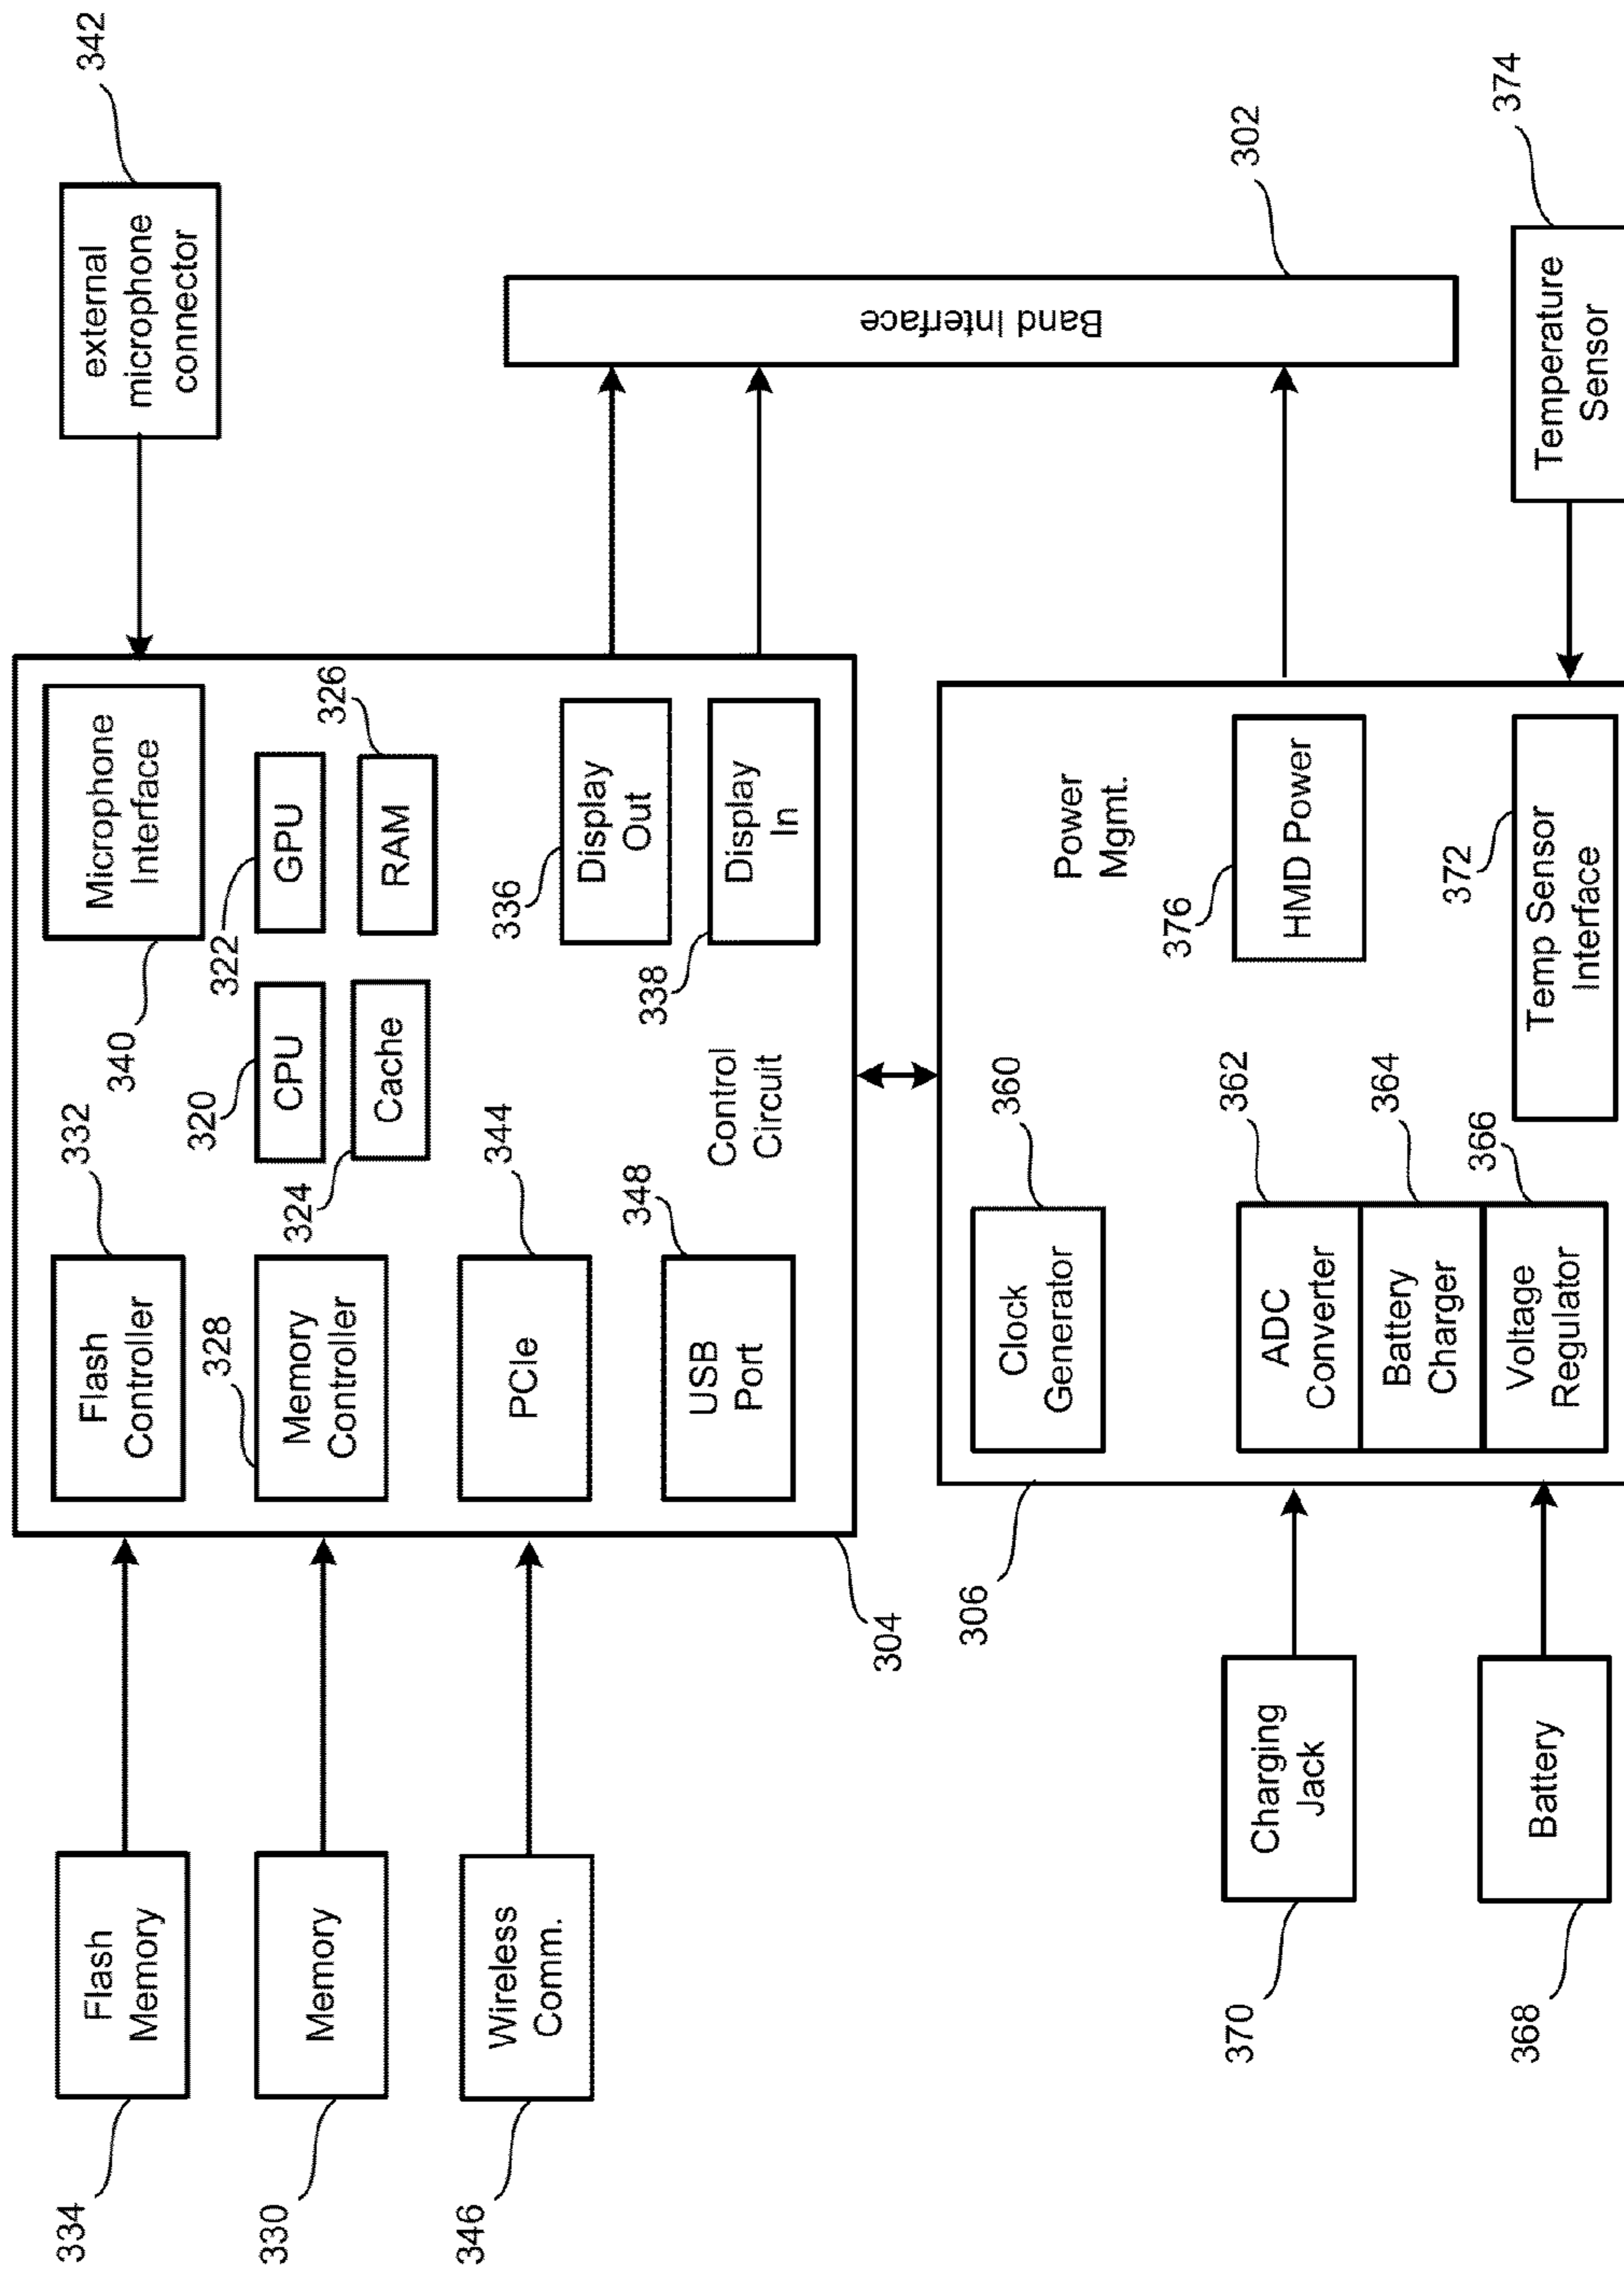 334
Flash
Memory
330
Memory
346
Wireless
Comm.
332
Flash
Controller
328
Memory
Controller
344
PCIe
348
USB
Port
304
340
Microphone
Interface
320
CPU
322
GPU
324
Cache
326
RAM
336
Display
Out
338
Display
In
Control
Circuit
342
external
microphone
connector
302
Band Interface
370
Charging
Jack
368
Battery
306
360
Clock
Generator
362
ADC
Converter
364
Battery
Charger
366
Voltage
Regulator
Power
Mgmt.
376
HMD Power
372
Temp Sensor
Interface
374
Temperature
Sensor